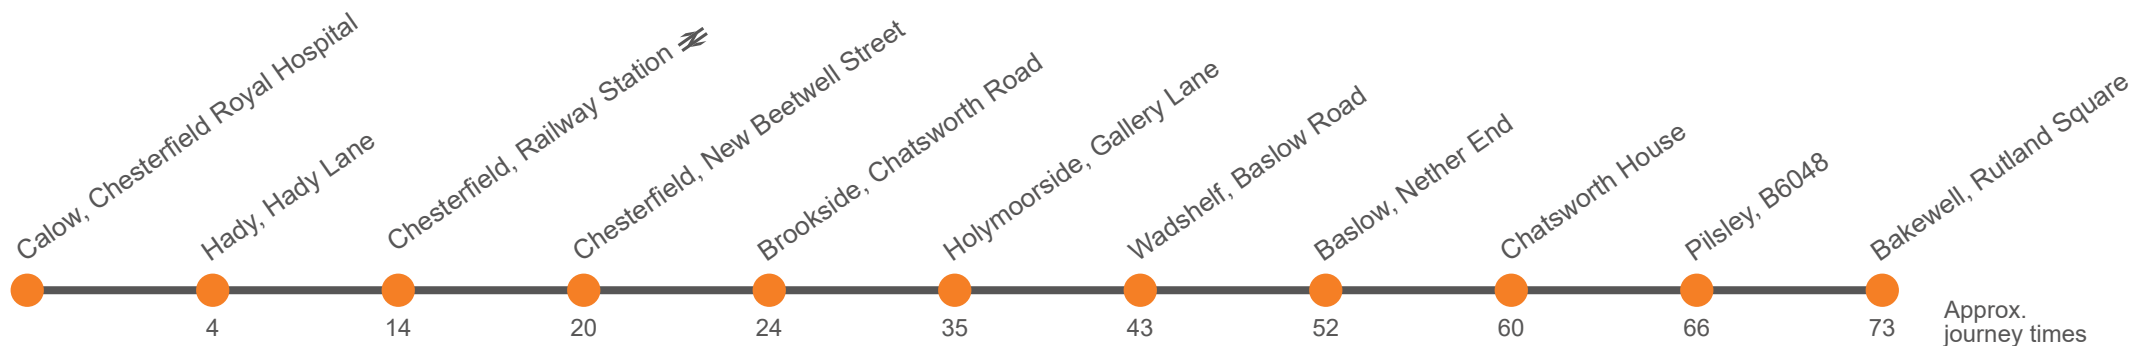 Calow, Chesterfield Royal Hospital
Hady, Hady Lane
Chesterfield, Railway Station
Chesterfield, New Beetwell Street
Brookside, Chatsworth Road
Holymoorside, Gallery Lane
Wadshelf, Baslow Road
Baslow, Nether End
Chatsworth House
Pilsley, B6048
Bakewell, Rutland Square
4 14 20 24 35 43 52 60 66 73
Approx.
journey times